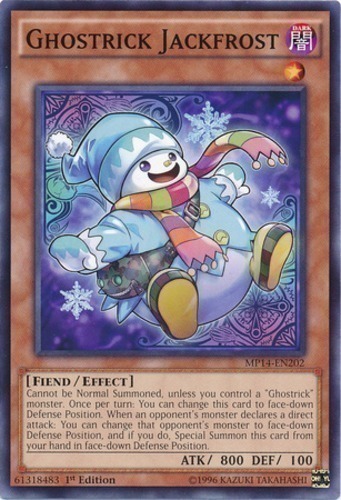 GHOSTRICK JACKFROST
DARK
闇
MP14-EN202
[FIEND / EFFECT]
Cannot be Normal Summoned, unless you control a "Ghostrick"
monster. Once per turn: You can change this card to face-down
Defense Position. When an opponent's monster declares a direct
attack: You can change that opponent's monster to face-down
Defense Position, and if you do, Special Summon this card from
your hand in face-down Defense Position.
ATK/ 800 DEF/ 100
61318483 1st Edition ©1996 KAZUKI TAKAHASHI